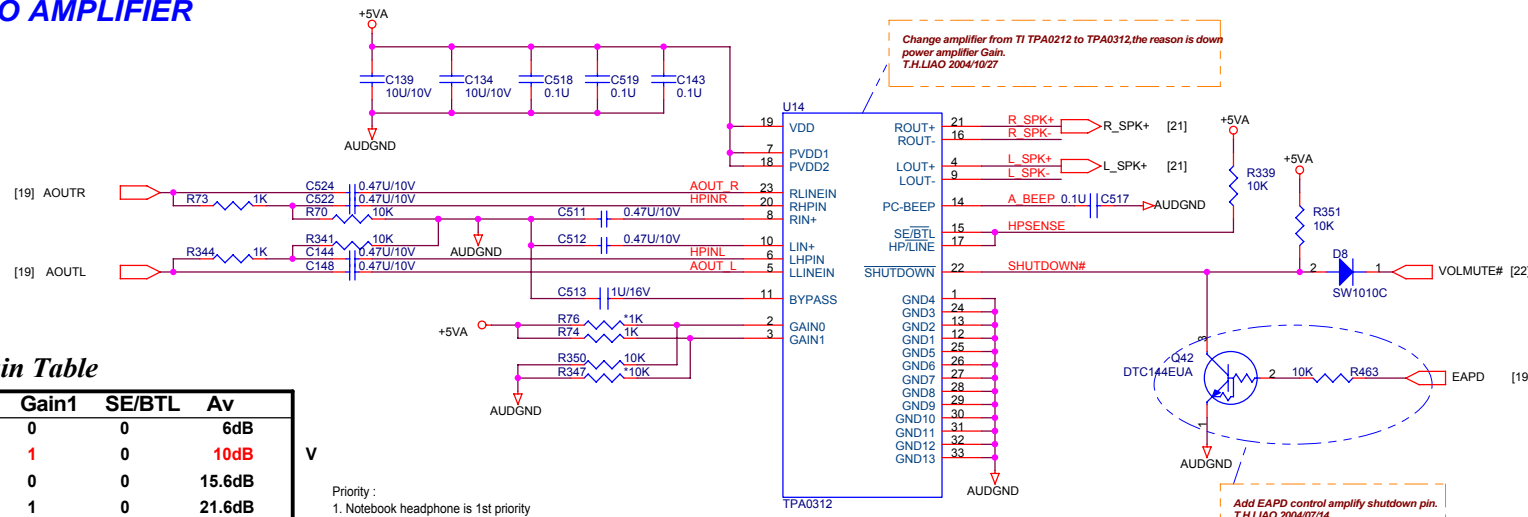 O AMPLIFIER
+5VA
C139
10U/10V
C134
10U/10V
C518
0.1U
C519
0.1U
C143
0.1U
AUDGND
Change amplifier from TI TPA0212 to TPA0312,the reason is down
power amplifier Gain.
T.H.LIAO 2004/10/27
U14
19 VDD
7 PVDD1
18 PVDD2
23 RLINEIN
20 RHPIN
8 RIN+
10 LIN+
6 LHPIN
5 LLINEIN
11 BYPASS
2 GAIN0
3 GAIN1
ROUT+ 21 R_SPK+
ROUT- 16 R_SPK-
R_SPK+ [21]
LOUT+ 4 L_SPK+
LOUT- 9 L_SPK-
L_SPK+ [21]
PC-BEEP 14 A_BEEP 0.1U C517 AUDGND
SE/BTL 15 HPSENSE
HP/LINE 17
SHUTDOWN 22 SHUTDOWN#
GND4 1
GND3 24
GND2 13
GND1 12
GND5 25
GND6 26
GND7 27
GND8 28
GND9 29
GND10 30
GND11 31
GND12 32
GND13 33
AUDGND
TPA0312
[19] AOUTR
R73 1K
C524 0.47U/10V AOUT_R
C522 0.47U/10V HPINR
R70 10K
C511 0.47U/10V
AUDGND
C512 0.47U/10V
R341 10K
[19] AOUTL
R344 1K
C144 0.47U/10V HPINL
C148 0.47U/10V AOUT_L
C513 1U/16V
+5VA
R76 *1K
R74 1K
R350 10K
R347 *10K
AUDGND
+5VA
R339
10K
+5VA
R351
10K
D8
2 1
SW1010C
VOLMUTE# [22]
Q42
DTC144EUA
3
2
1
10K R463
EAPD [19
AUDGND
Add EAPD control amplify shutdown pin.
T.H.LIAO 2004/07/14
in Table
Gain1 SE/BTL Av
0 0 6dB
1 0 10dB V
0 0 15.6dB
1 0 21.6dB
Priority :
1. Notebook headphone is 1st priority